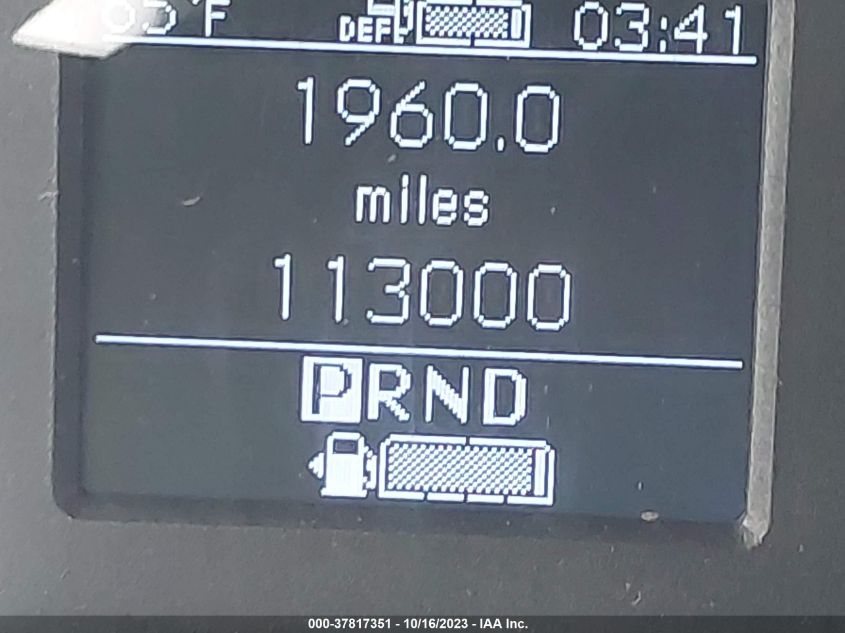 °F DEF 03:41
1960.0
miles
113000
PRND
000-37817351 - 10/16/2023 - IAA Inc.